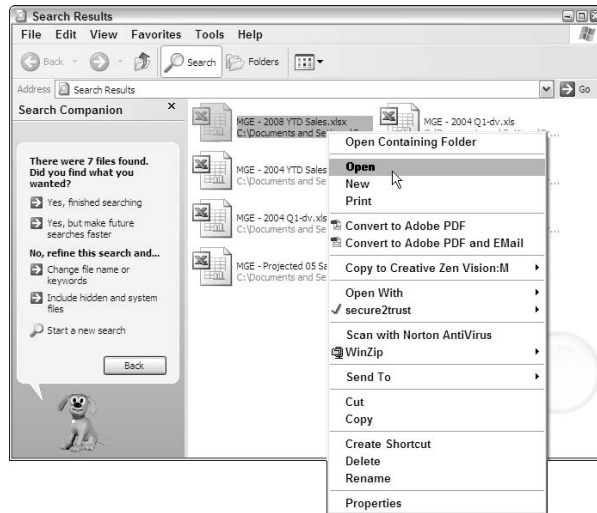 Search Results
File Edit View Favorites Tools Help
Back Search Folders
Address Search Results Go
Search Companion ×
There were 7 files found.
Did you find what you
wanted?
Yes, finished searching
Yes, but make future
searches faster
No, refine this search and...
Change file name or
keywords
Include hidden and system
files
Start a new search
Back
MGE - 2008 YTD Sales.xlsx
C:\Documents and
MGE - 2004 YTD Sales
C:\Documents and Se
MGE - 2004 Q1-dv.xls
C:\Documents and Se
MGE - Projected 05 Sa
C:\Documents and Se
MGE - 2004 Q1-dv.xls
Open Containing Folder
Open
New
Print
Convert to Adobe PDF
Convert to Adobe PDF and EMail
Copy to Creative Zen Vision:M
Open With
secure2trust
Scan with Norton AntiVirus
WinZip
Send To
Cut
Copy
Create Shortcut
Delete
Rename
Properties